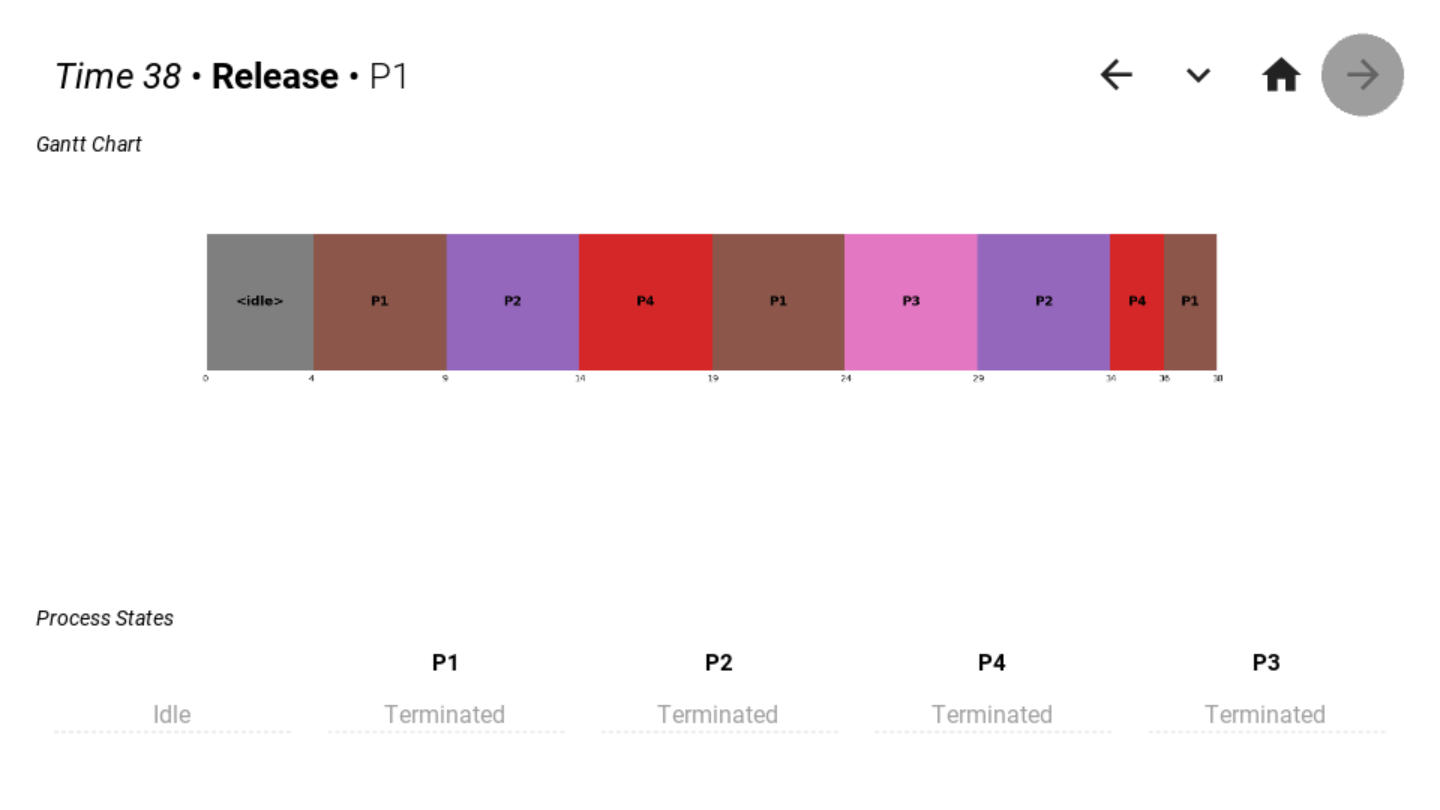 Time 38 • Release • P1
Gantt Chart
<idle> P1 P2 P4 P1 P3 P2 P4 P1
0 4 9 14 19 24 29 34 36 38
Process States
P1 P2 P4 P3
Idle Terminated Terminated Terminated Terminated